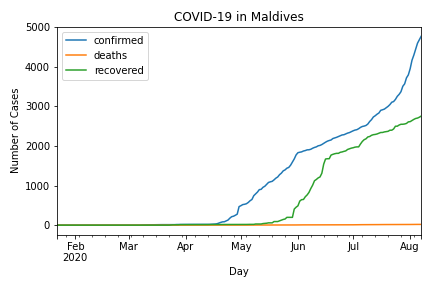 COVID-19 in Maldives
confirmed
deaths
recovered
Number of Cases
5000
4000
3000
2000
1000
0
Feb
2020
Mar
Apr
May
Jun
Jul
Aug
Day